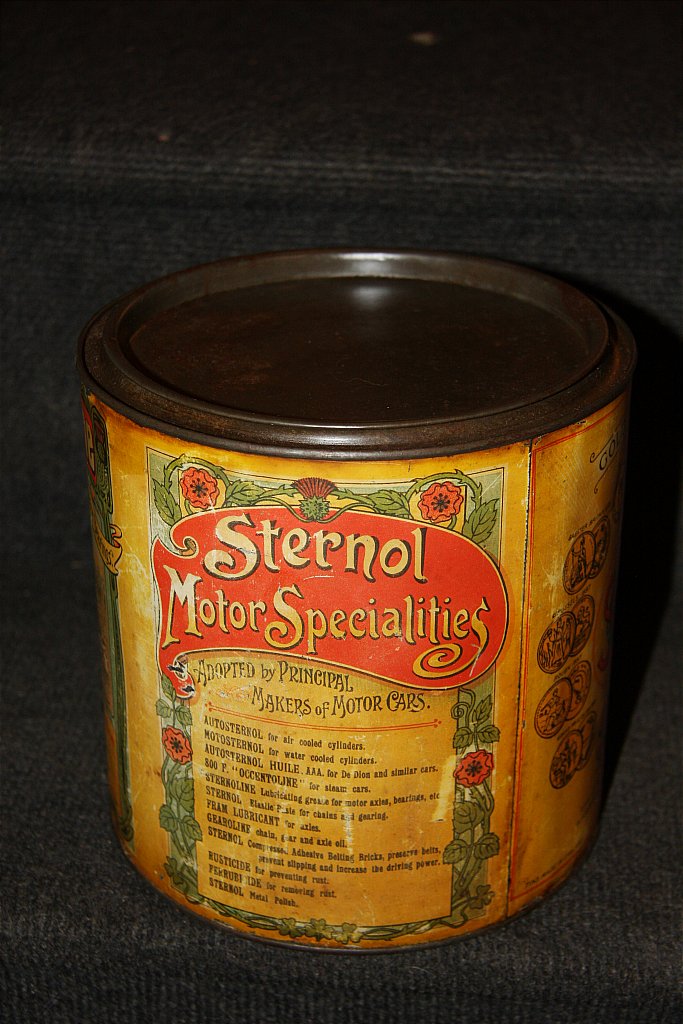 Sternol
Motor Specialities
ADOPTED by PRINCIPAL
MAKERS of MOTOR CARS.
AUTOSTERNOL for air cooled cylinders.
MOTOSTERNOL for water cooled cylinders.
AUTOSTERNOL HUILE. AAA. for De Dion and similar cars.
800 F. "OCCENTOLINE" for steam cars.
STERNOLINE Lubricating grease for motor axles, bearings, etc
STERNOL Elastic Paste for chains and gearing.
FRAM LUBRICANT for axles.
GEAROLINE chain, gear and axle oil.
STERNOL Compressed Adhesive Belting Bricks, preserve belts,
prevent slipping and increase the driving power.
RUSTICIDE for preventing rust.
FERRUBRIDE for removing rust.
STERNOL Metal Polish.